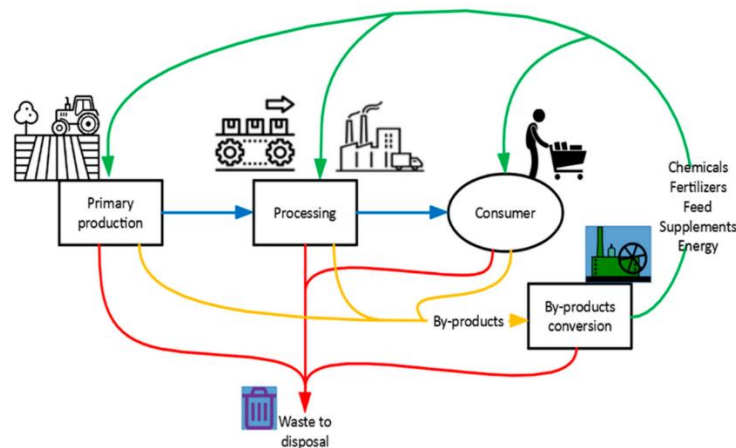 Primary
production
Processing
Consumer
Chemicals
Fertilizers
Feed
Supplements
Energy
By-products
By-products
conversion
Waste to
disposal